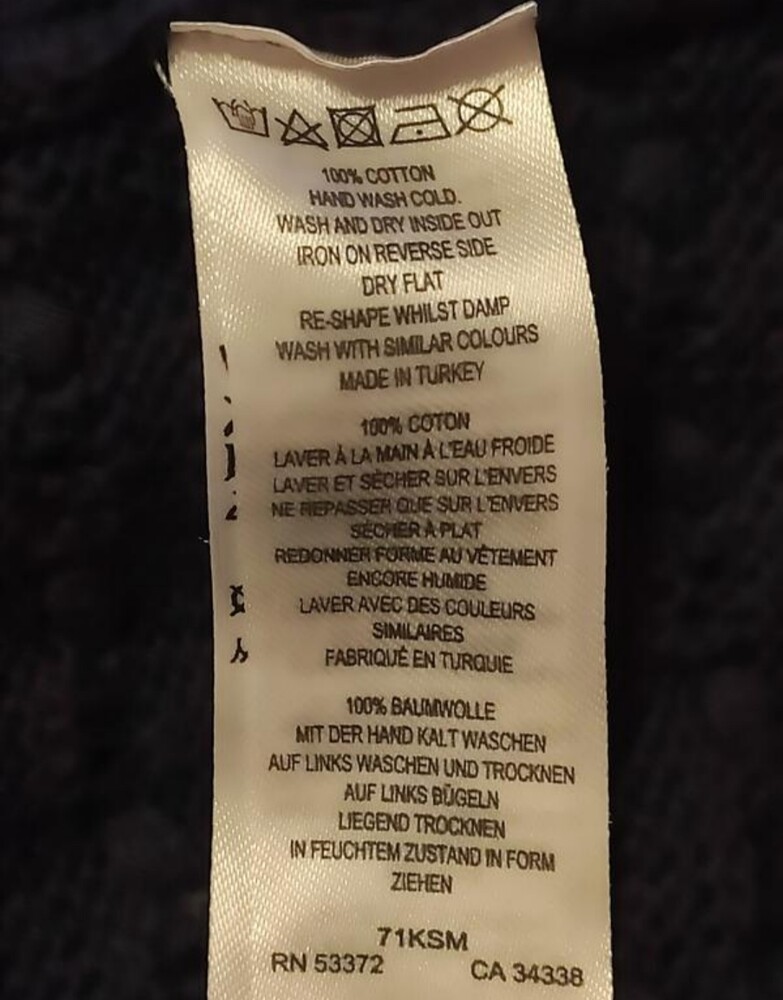 100% COTTON
HAND WASH COLD.
WASH AND DRY INSIDE OUT
IRON ON REVERSE SIDE
DRY FLAT
RE-SHAPE WHILST DAMP
WASH WITH SIMILAR COLOURS
MADE IN TURKEY
100% COTON
LAVER À LA MAIN À L'EAU FROIDE
LAVER ET SÉCHER SUR L'ENVERS
NE REPASSER QUE SUR L'ENVERS
SÉCHER À PLAT
REDONNER FORME AU VÊTEMENT
ENCORE HUMIDE
LAVER AVEC DES COULEURS
SIMILAIRES
FABRIQUÉ EN TURQUIE
100% BAUMWOLLE
MIT DER HAND KALT WASCHEN
AUF LINKS WASCHEN UND TROCKNEN
AUF LINKS BÜGELN
LIEGEND TROCKNEN
IN FEUCHTEM ZUSTAND IN FORM
ZIEHEN
71KSM
RN 53372 CA 34338